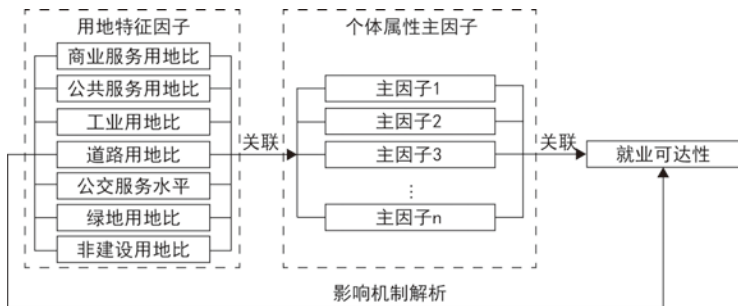 用地特征因子
商业服务用地比
公共服务用地比
工业用地比
道路用地比
公交服务水平
绿地用地比
非建设用地比
关联
个体属性主因子
主因子1
主因子2
主因子3
⋮
主因子n
关联
就业可达性
影响机制解析